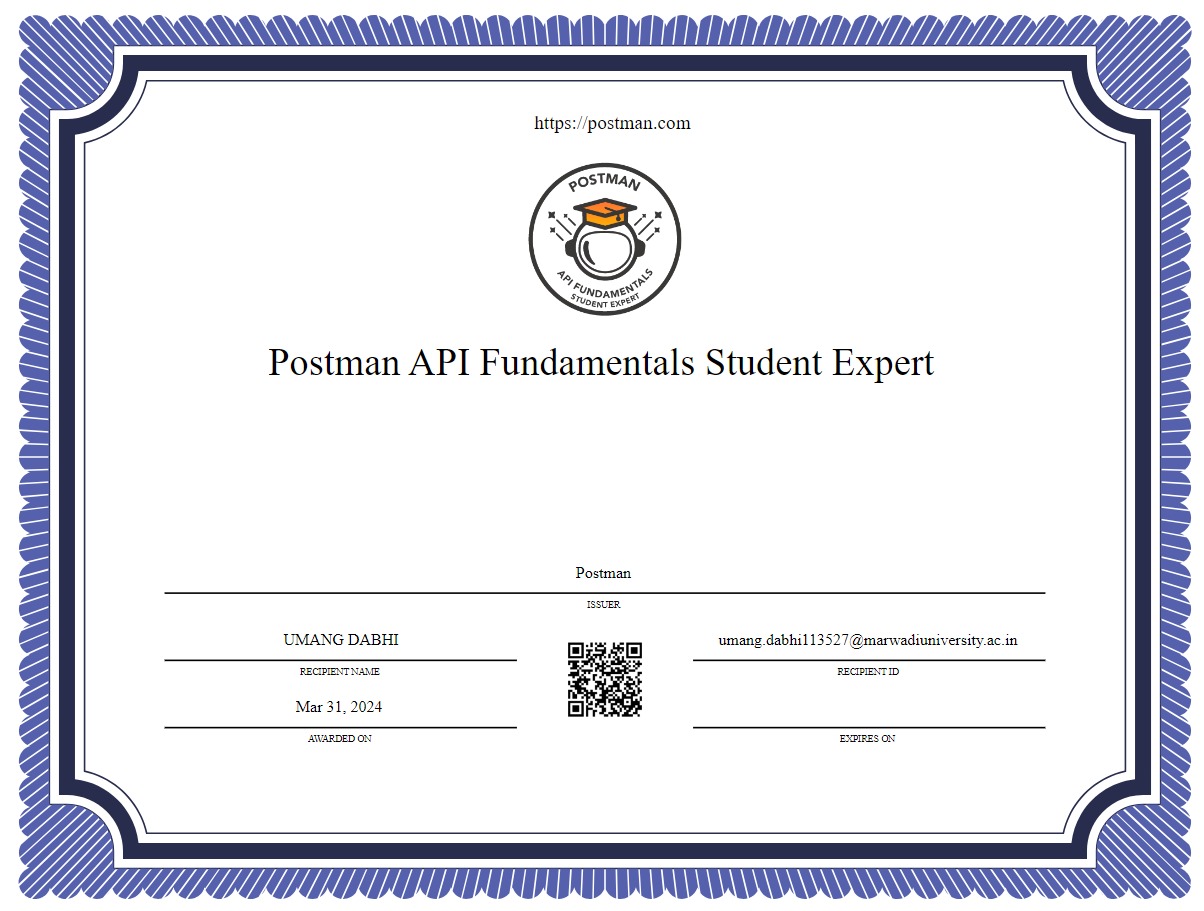 https://postman.com
POSTMAN
API FUNDAMENTALS
STUDENT EXPERT
Postman API Fundamentals Student Expert
Postman
ISSUER
UMANG DABHI
umang.dabhi113527@marwadiuniversity.ac.in
RECIPIENT NAME
RECIPIENT ID
Mar 31, 2024
AWARDED ON
EXPIRES ON